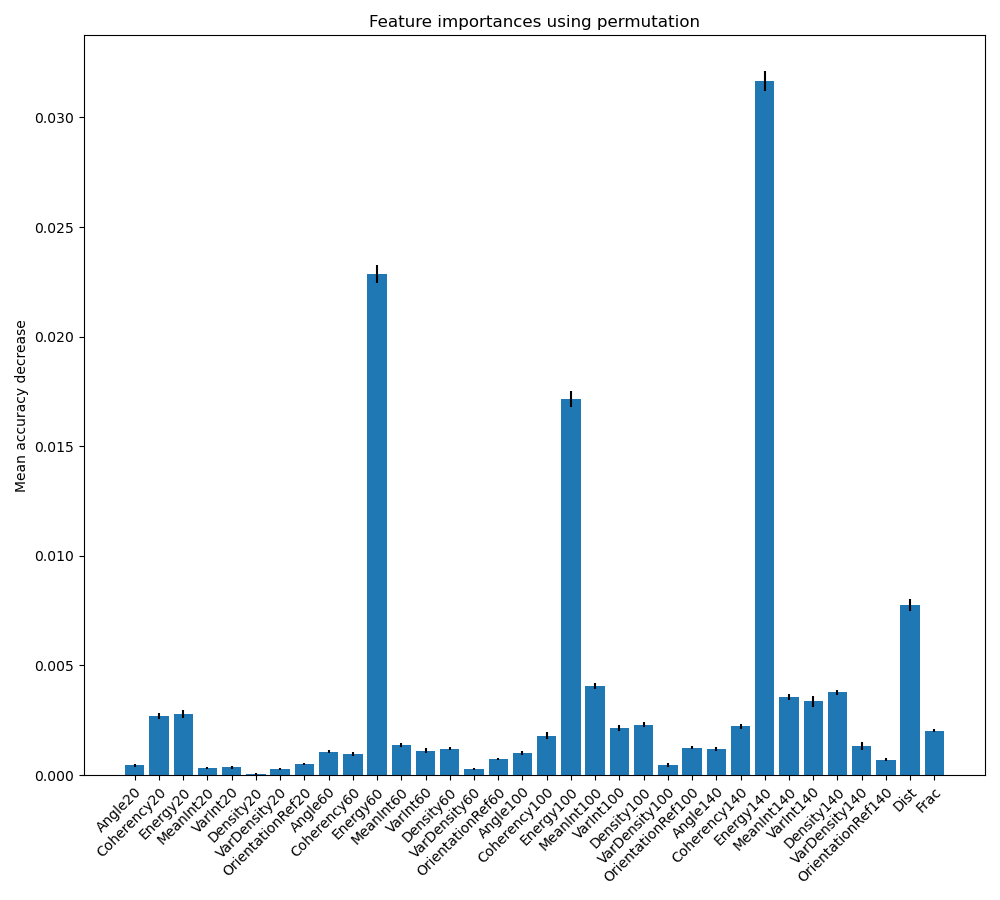 Feature importances using permutation
Mean accuracy decrease
0.030
0.025
0.020
0.015
0.010
0.005
0.000
Angle20
Coherency20
Energy20
MeanInt20
VarInt20
Density20
VarDensity20
OrientationRef20
Angle60
Coherency60
Energy60
MeanInt60
VarInt60
Density60
VarDensity60
OrientationRef60
Angle100
Coherency100
Energy100
MeanInt100
VarInt100
Density100
VarDensity100
OrientationRef100
Angle140
Coherency140
Energy140
MeanInt140
VarInt140
Density140
VarDensity140
OrientationRef140
Dist
Frac